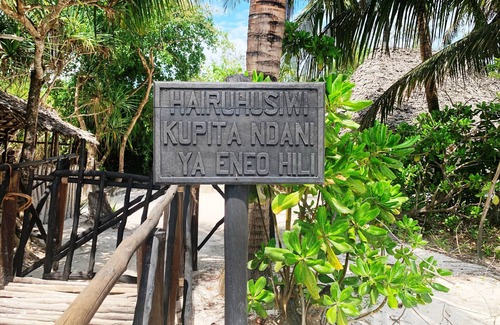 HAIRUHUSIWI
KUPITA NDANI
YA ENEO HILI